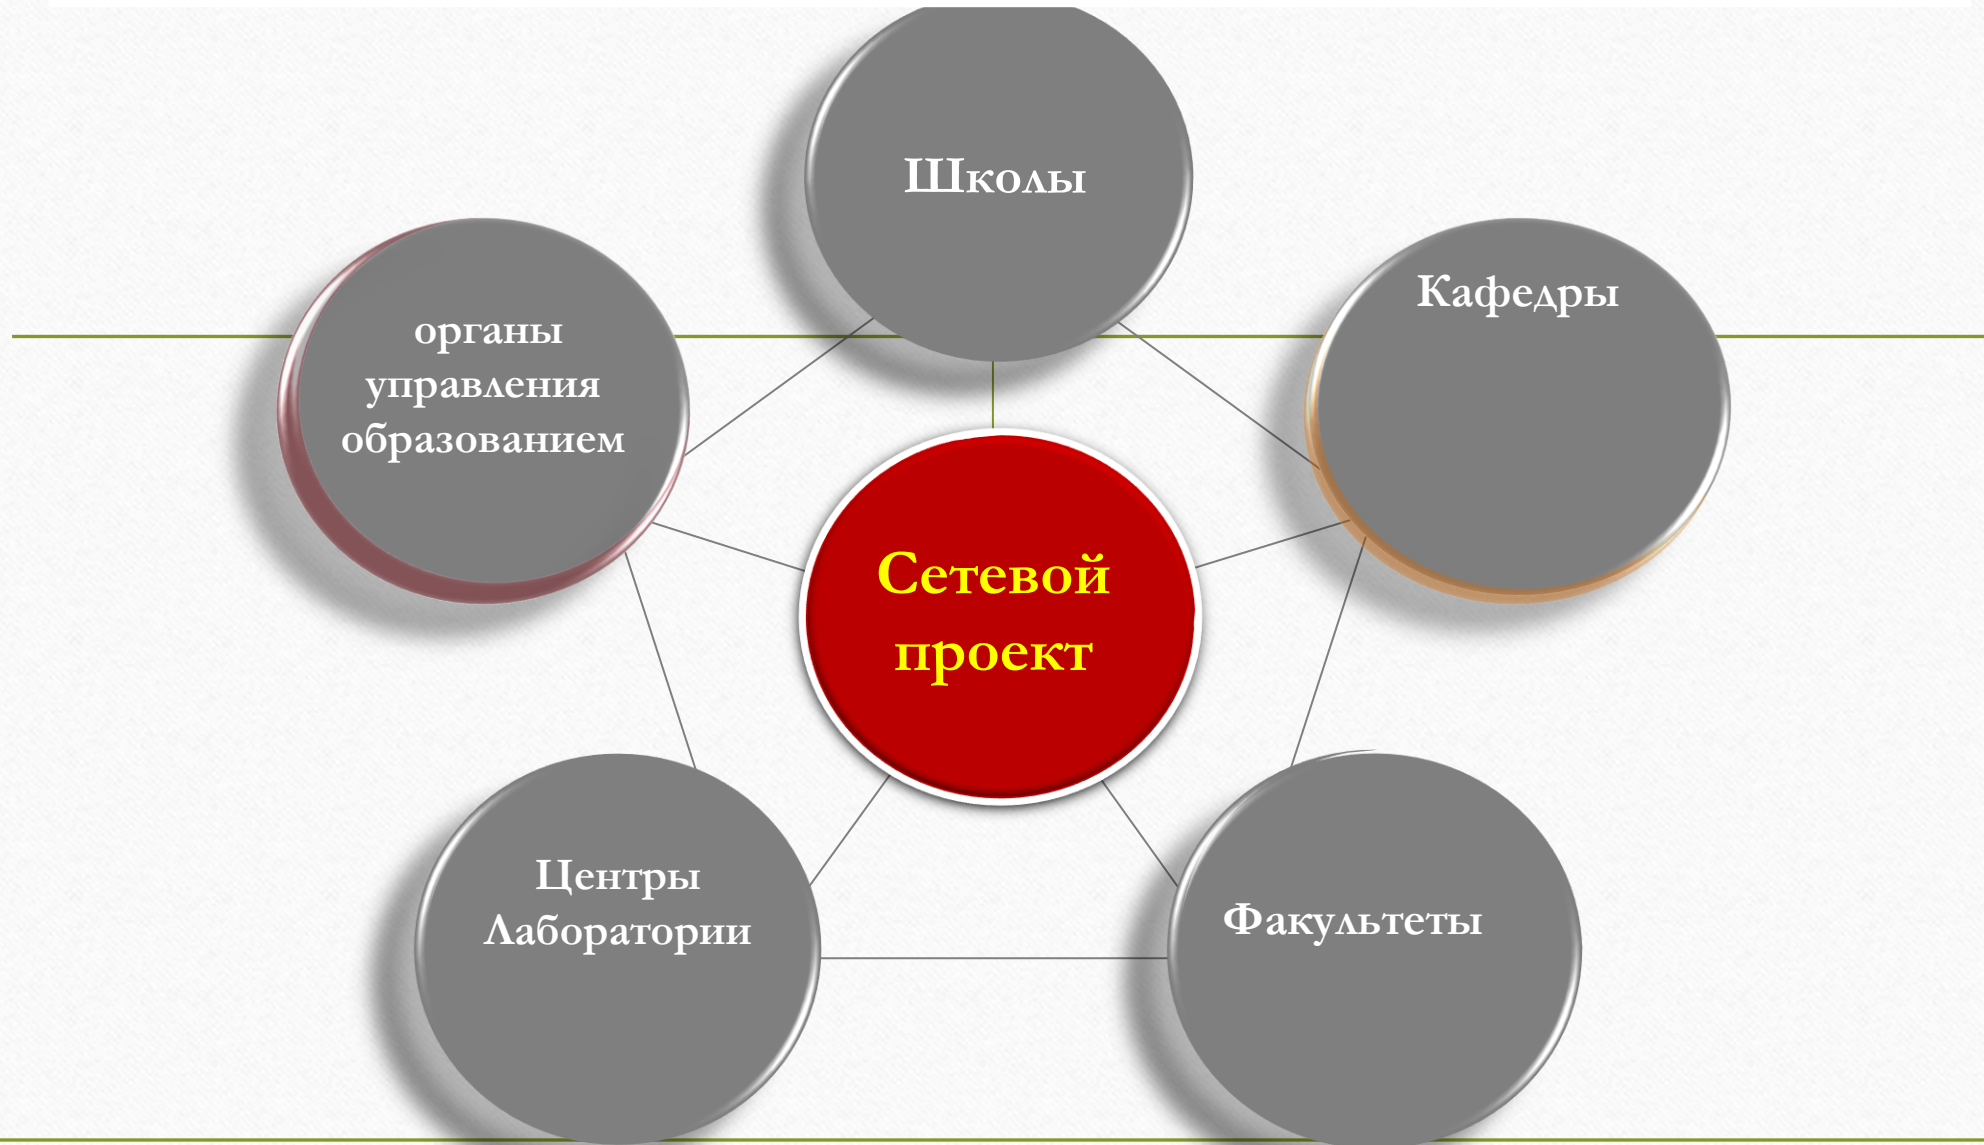 Школы
Кафедры
органы
управления
образованием
Сетевой
проект
Центры
Лаборатории
Факультеты